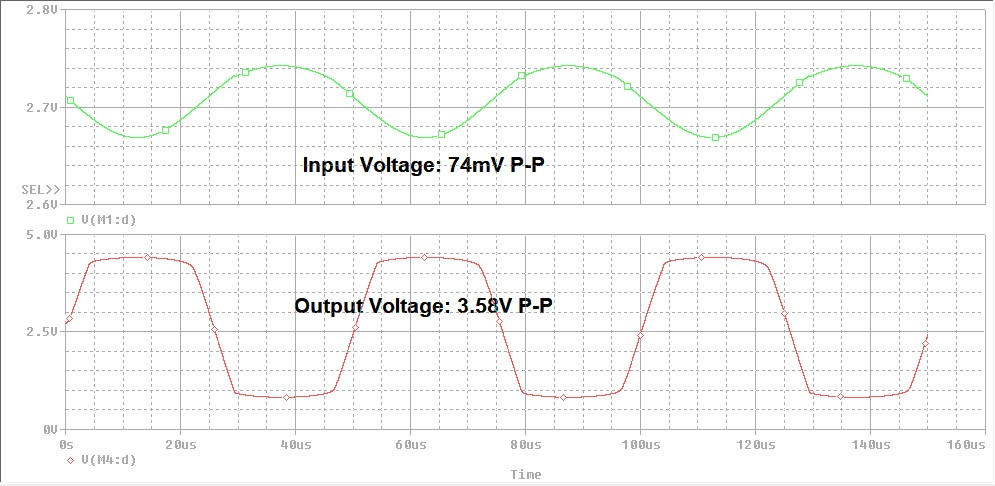 2.8V
2.7V
Input Voltage: 74mV P-P
SEL>>
2.6V
V(M1:d)
5.0V
Output Voltage: 3.58V P-P
2.5V
0V
0s 20us 40us 60us 80us 100us 120us 140us 160us
V(M4:d)
Time